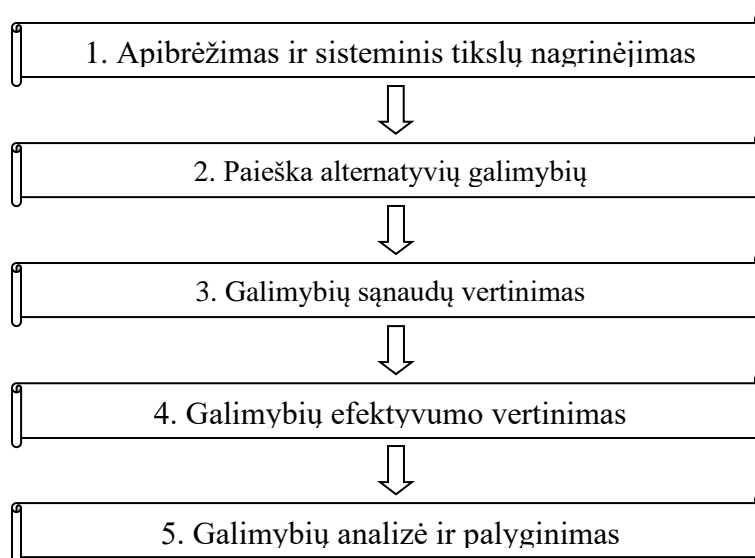 1. Apibrėžimas ir sisteminis tikslų nagrinėjimas
2. Paieška alternatyvių galimybių
3. Galimybių sąnaudų vertinimas
4. Galimybių efektyvumo vertinimas
5. Galimybių analizė ir palyginimas